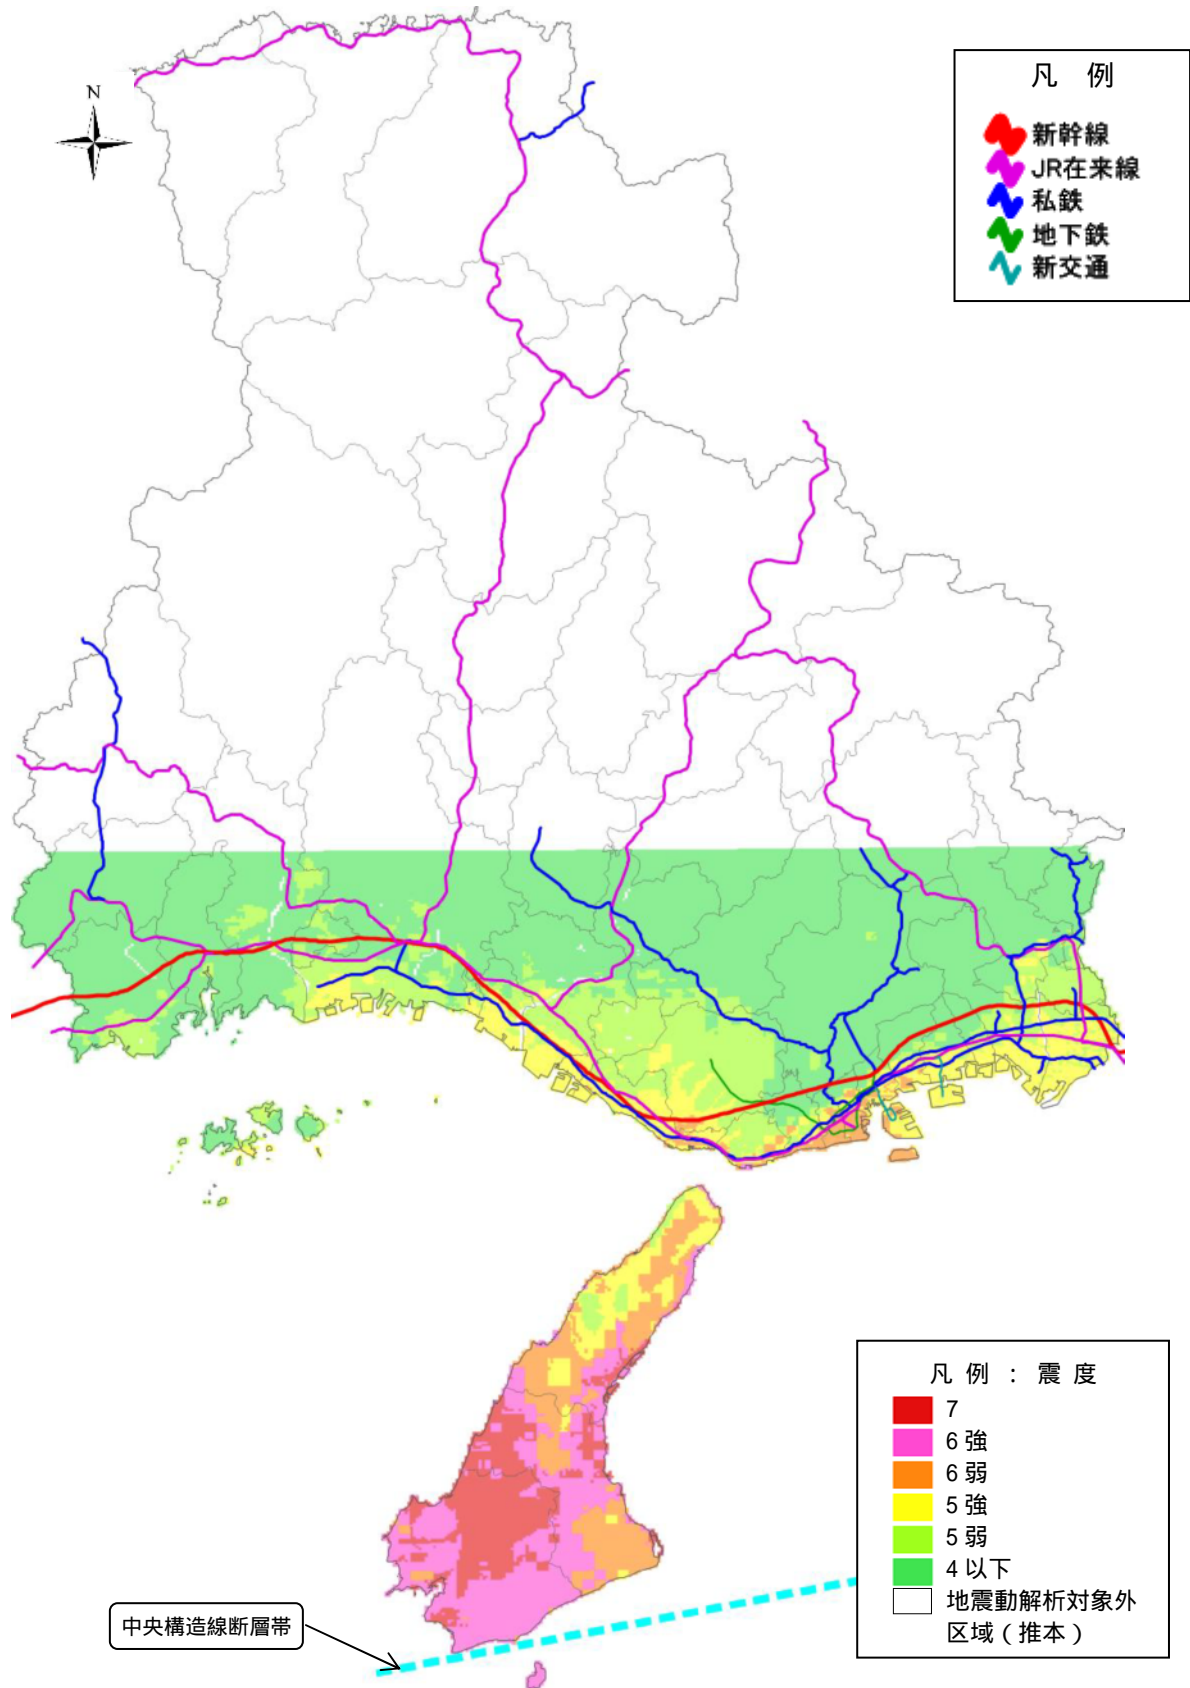 N
凡 例
新幹線
JR在来線
私鉄
地下鉄
新交通
凡 例 ： 震 度
7
6 強
6 弱
5 強
5 弱
4 以下
地震動解析対象外
区域（推本）
中央構造線断層帯